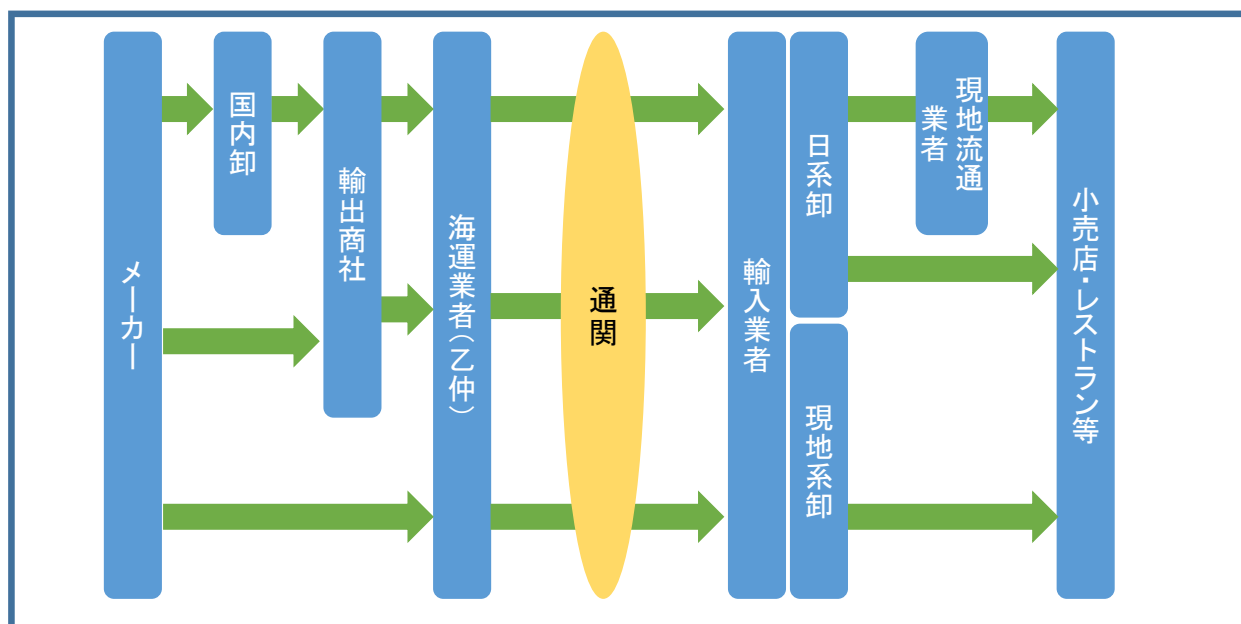 メーカー
国内卸
輸出商社
海運業者（乙仲）
通関
輸入業者
日系卸
現地系卸
現地流通
業者
小売店・レストラン等